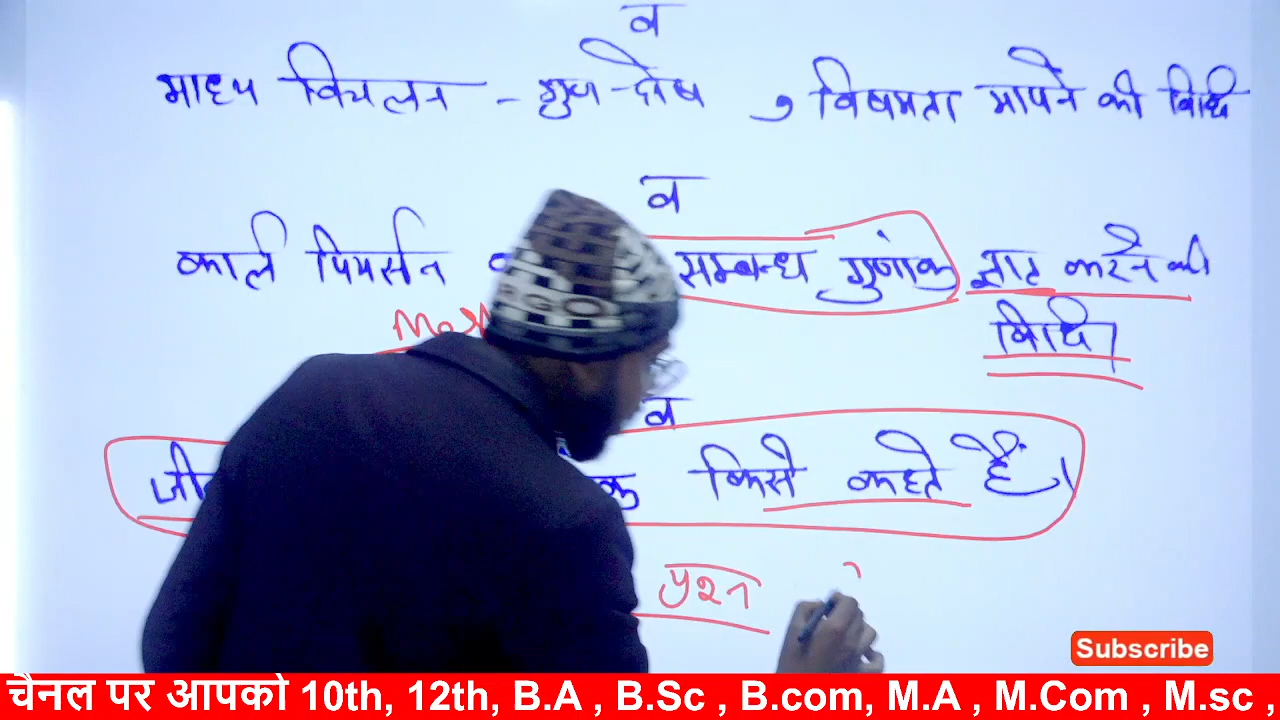 व
माध्य विचलन - गुण-दोष , विषमता मापने की विधि
व
कार्ल पियर्सन सम्बन्ध गुणांक ज्ञात करने की
विधि।
व
किसे कहते हैं।
प्रश्न
Subscribe
चैनल पर आपको 10th, 12th, B.A , B.Sc , B.com, M.A , M.Com , M.sc ,